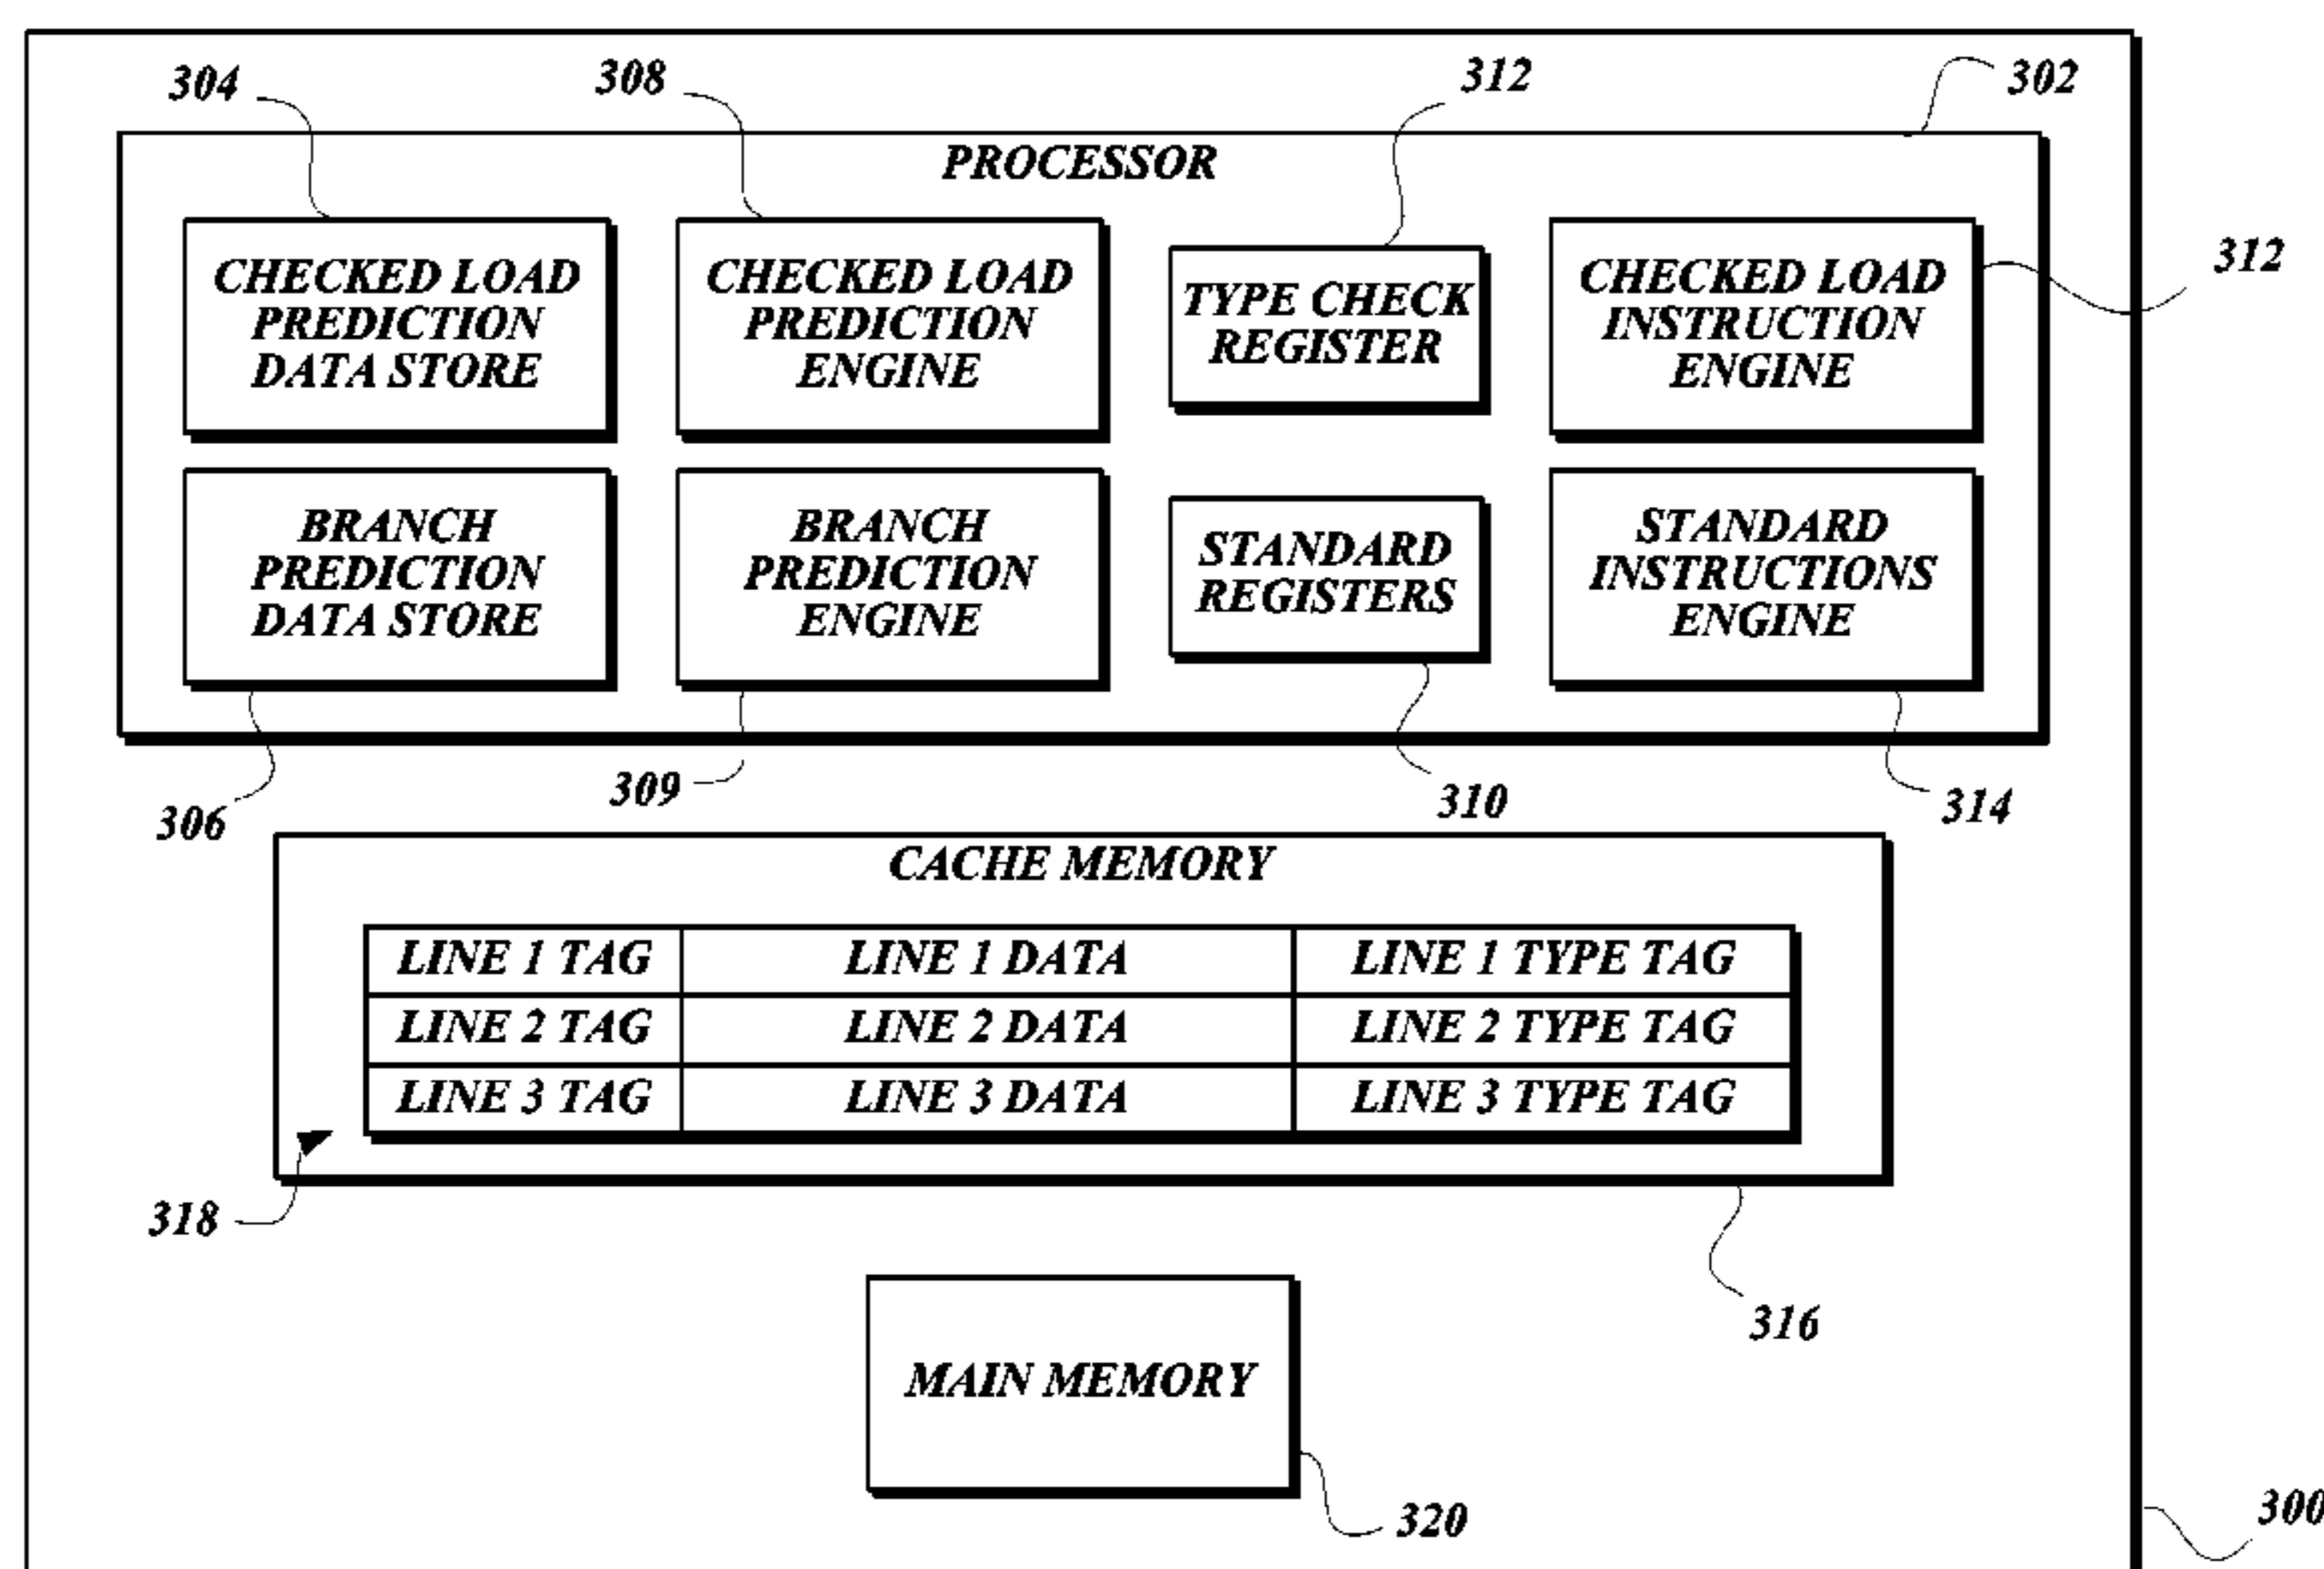 304
308
312
302
PROCESSOR
CHECKED LOAD
PREDICTION
DATA STORE
CHECKED LOAD
PREDICTION
ENGINE
TYPE CHECK
REGISTER
CHECKED LOAD
INSTRUCTION
ENGINE
312
BRANCH
PREDICTION
DATA STORE
BRANCH
PREDICTION
ENGINE
STANDARD
REGISTERS
STANDARD
INSTRUCTIONS
ENGINE
306
309
310
314
CACHE MEMORY
LINE 1 TAG LINE 1 DATA LINE 1 TYPE TAG
LINE 2 TAG LINE 2 DATA LINE 2 TYPE TAG
LINE 3 TAG LINE 3 DATA LINE 3 TYPE TAG
318
316
MAIN MEMORY
320
300